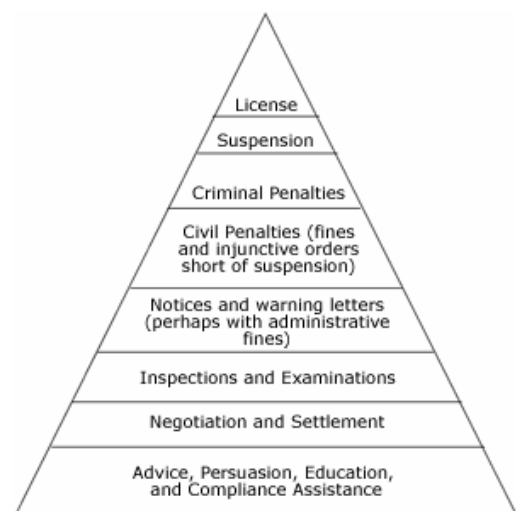 License
Suspension
Criminal Penalties
Civil Penalties (fines
and injunctive orders
short of suspension)
Notices and warning letters
(perhaps with administrative
fines)
Inspections and Examinations
Negotiation and Settlement
Advice, Persuasion, Education,
and Compliance Assistance